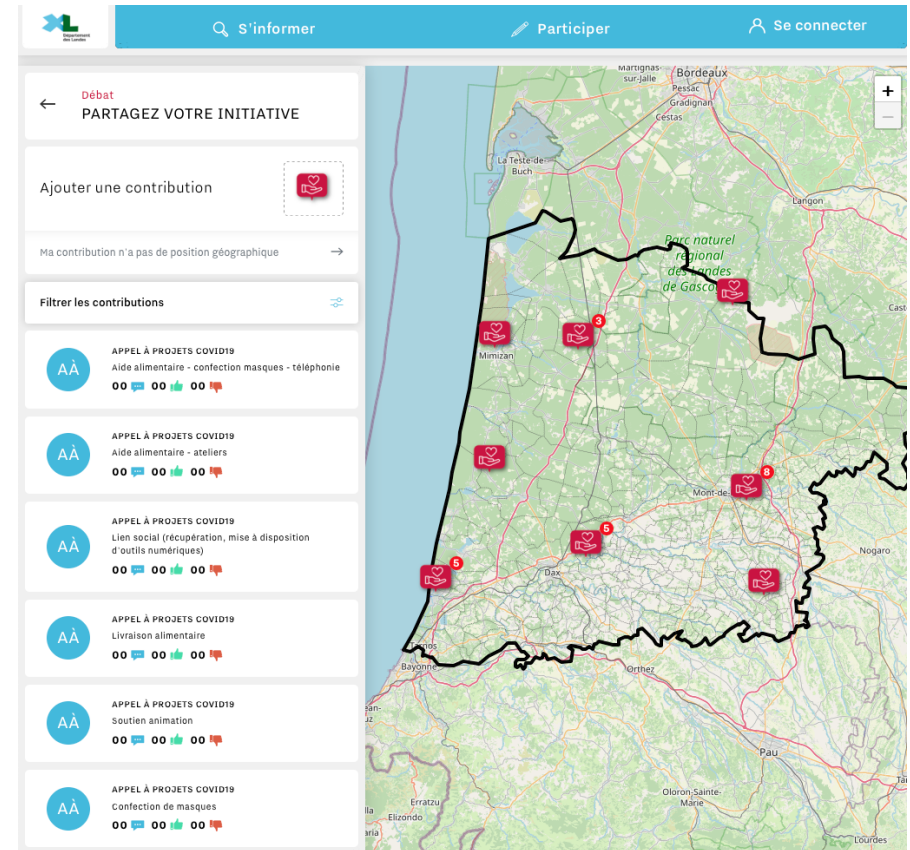 XL
Département
des Landes
S'informer
Participer
Se connecter
Débat
PARTAGEZ VOTRE INITIATIVE
Ajouter une contribution
Ma contribution n'a pas de position géographique
Filtrer les contributions
AÀ
APPEL À PROJETS COVID19
Aide alimentaire - confection masques - téléphonie
00 00 00
AÀ
APPEL À PROJETS COVID19
Aide alimentaire - ateliers
00 00 00
AÀ
APPEL À PROJETS COVID19
Lien social (récupération, mise à disposition
d'outils numériques)
00 00 00
AÀ
APPEL À PROJETS COVID19
Livraison alimentaire
00 00 00
AÀ
APPEL À PROJETS COVID19
Soutien animation
00 00 00
AÀ
APPEL À PROJETS COVID19
Confection de masques
00 00 00
Martignas-
sur-Jalle
Bordeaux
Pessac
Gradignan
Cestas
+
−
La Teste-de-
Buch
Langon
Parc naturel
régional
des Landes
de Gasco
Cast
3
Mimizan
8
Mont-de-
5
Nogaro
5
Dax
Bayonne
Orthez
ean-
uz
Pau
Oloron-Sainte-
Marie
Erratzu
Elizondo
Lourdes